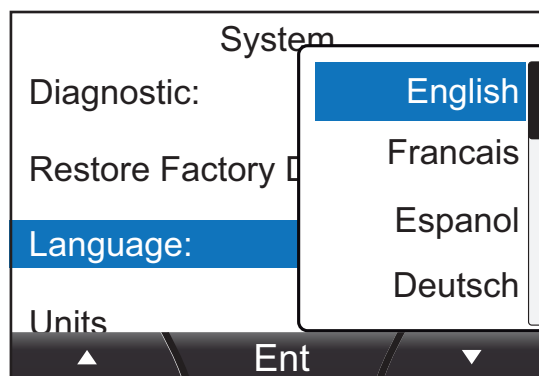 System
Diagnostic:
Restore Factory D
Language:
Units
English
Francais
Espanol
Deutsch
Ent